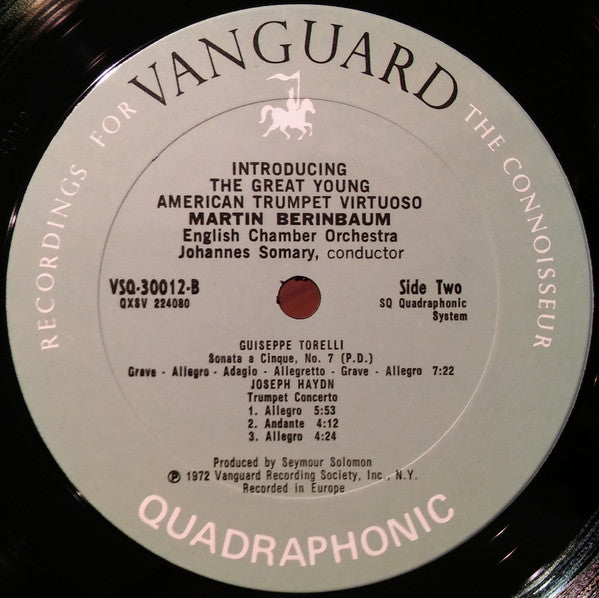 RECORDINGS FOR VANGUARD THE CONNOISSEUR
INTRODUCING
THE GREAT YOUNG
AMERICAN TRUMPET VIRTUOSO
MARTIN BERINBAUM
English Chamber Orchestra
Johannes Somary, conductor
VSQ-30012-B
QXSV 224080
Side Two
SQ Quadraphonic
System
GUISEPPE TORELLI
Sonata a Cinque, No. 7 (P.D.)
Grave - Allegro - Adagio - Allegretto - Grave - Allegro 7:22
JOSEPH HAYDN
Trumpet Concerto
1. Allegro 5:53
2. Andante 4:12
3. Allegro 4:24
Produced by Seymour Solomon
℗ 1972 Vanguard Recording Society, Inc., N.Y.
Recorded in Europe
QUADRAPHONIC